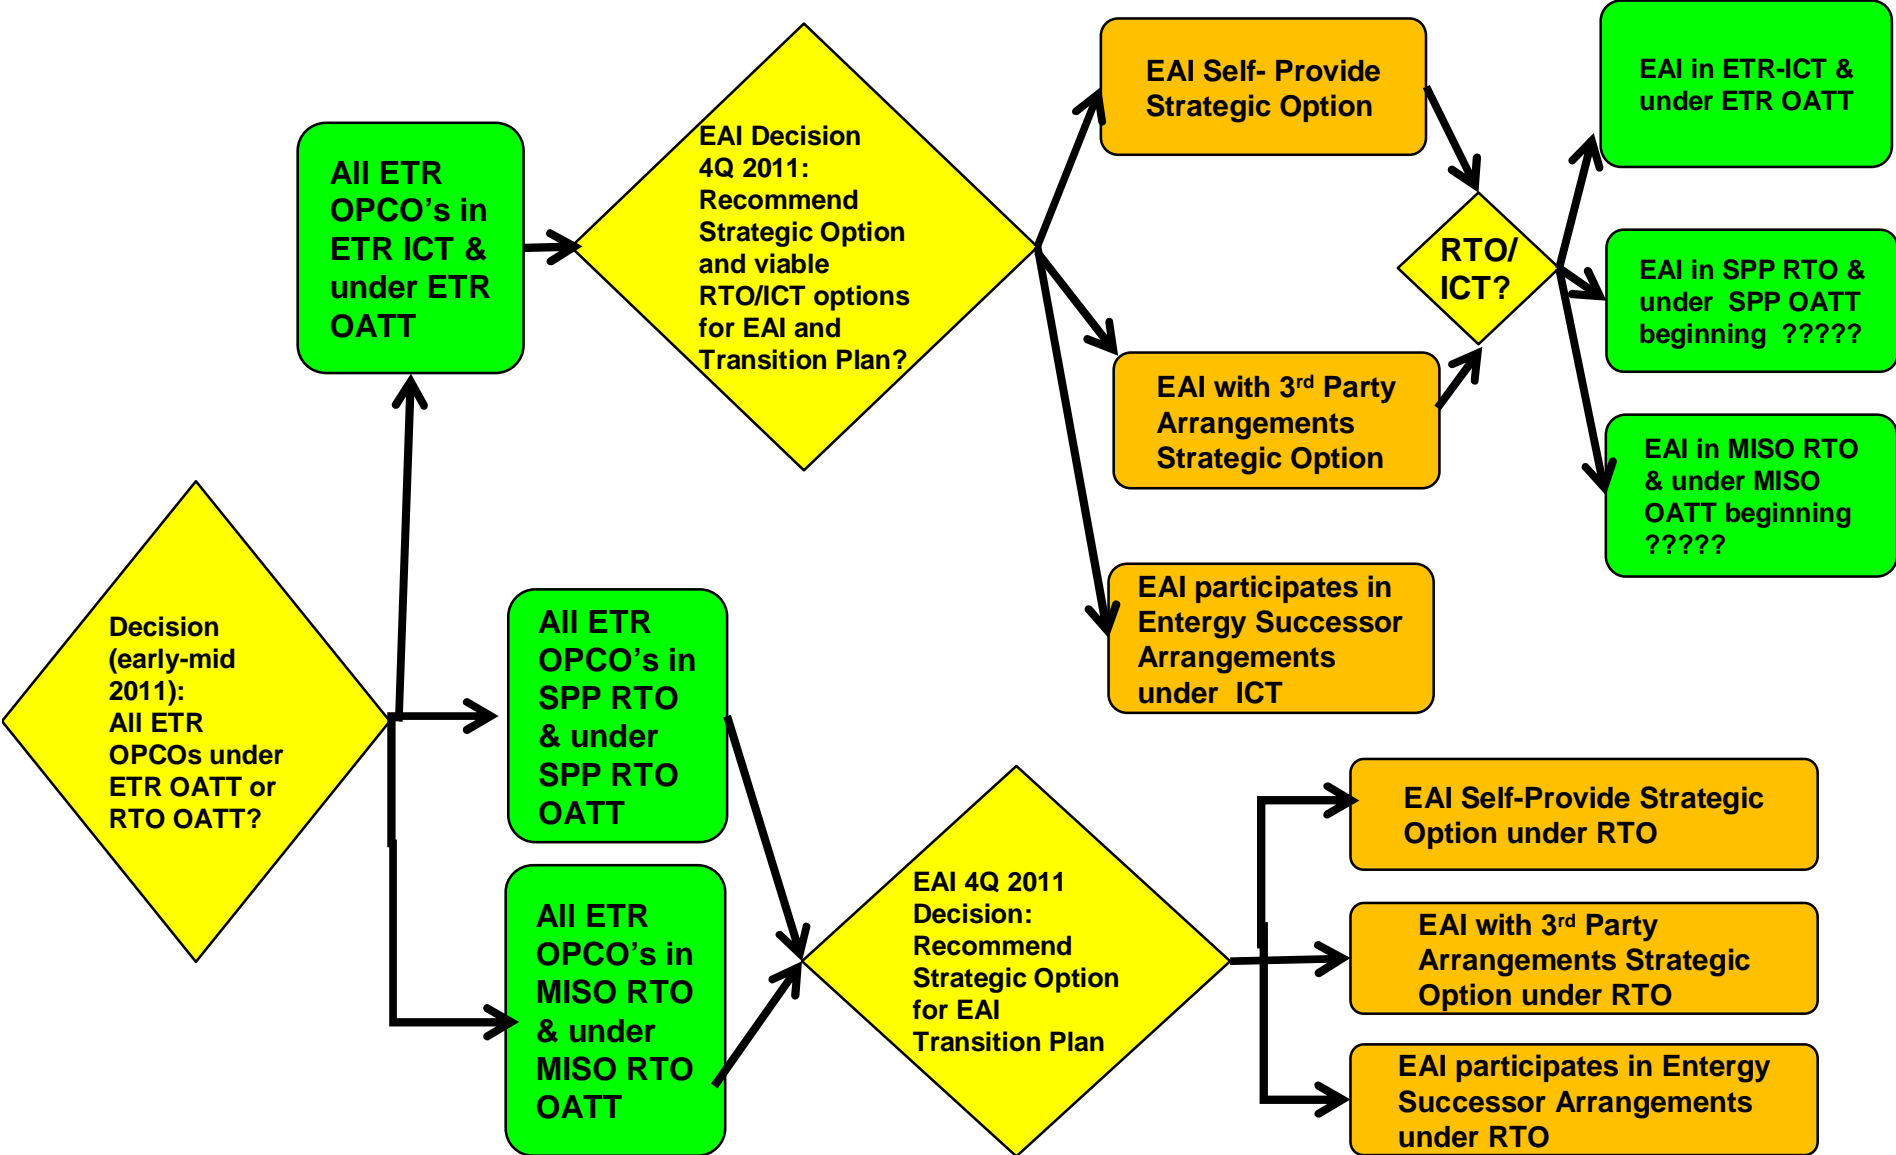 Decision
(early-mid
2011):
All ETR
OPCOs under
ETR OATT or
RTO OATT?
All ETR
OPCO’s in
ETR ICT &
under ETR
OATT
All ETR
OPCO’s in
SPP RTO
& under
SPP RTO
OATT
All ETR
OPCO’s in
MISO RTO
& under
MISO RTO
OATT
EAI Decision
4Q 2011:
Recommend
Strategic Option
and viable
RTO/ICT options
for EAI and
Transition Plan?
EAI Self- Provide
Strategic Option
EAI with 3rd Party
Arrangements
Strategic Option
EAI participates in
Entergy Successor
Arrangements
under ICT
RTO/
ICT?
EAI in ETR-ICT &
under ETR OATT
EAI in SPP RTO &
under SPP OATT
beginning ?????
EAI in MISO RTO
& under MISO
OATT beginning
?????
EAI 4Q 2011
Decision:
Recommend
Strategic Option
for EAI
Transition Plan
EAI Self-Provide Strategic
Option under RTO
EAI with 3rd Party
Arrangements Strategic
Option under RTO
EAI participates in Entergy
Successor Arrangements
under RTO